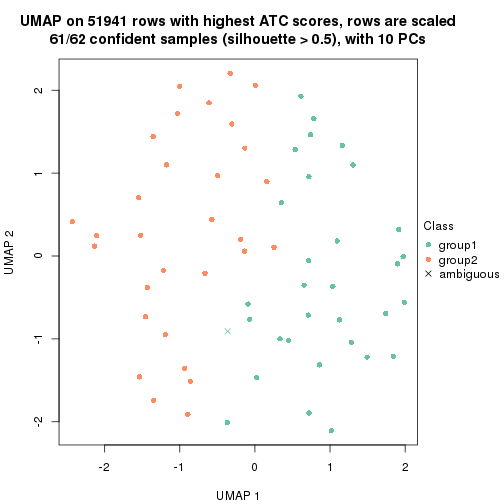 UMAP on 51941 rows with highest ATC scores, rows are scaled
61/62 confident samples (silhouette > 0.5), with 10 PCs
2
1
0
-1
-2
UMAP 2
-2
-1
0
1
2
UMAP 1
Class
group1
group2
ambiguous